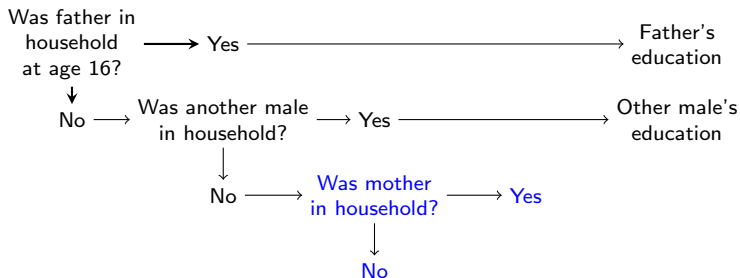 Was father in
household
at age 16?
Yes
Father's
education
No
Was another male
in household?
Yes
Other male's
education
No
Was mother
in household?
Yes
No